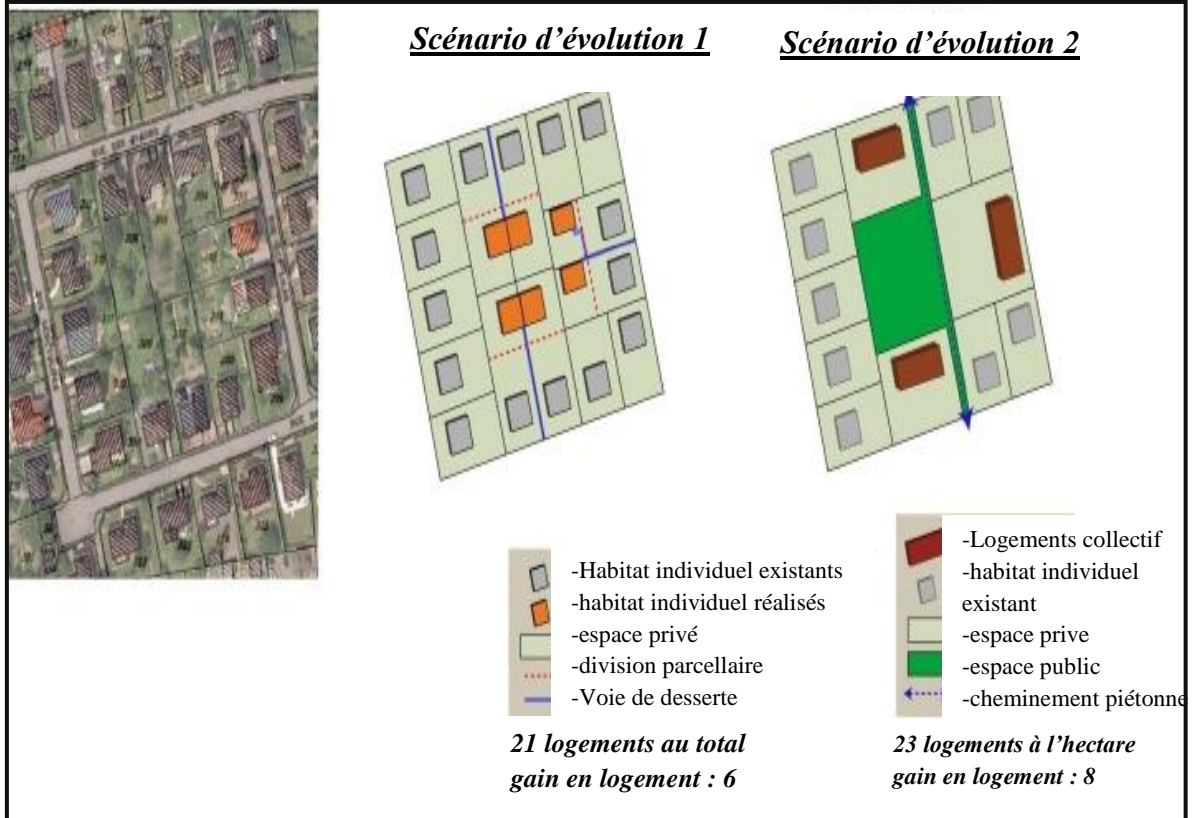 Scénario d'évolution 1
Scénario d'évolution 2
-Habitat individuel existants
-habitat individuel réalisés
-espace privé
-division parcellaire
-Voie de desserte
21 logements au total
gain en logement : 6
-Logements collectif
-habitat individuel
existant
-espace prive
-espace public
-cheminement piétonne
23 logements à l'hectare
gain en logement : 8